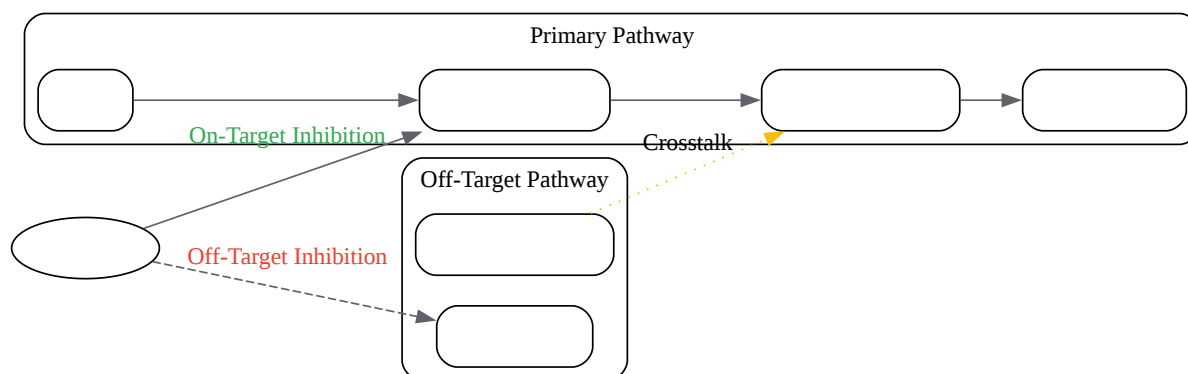 Primary Pathway
On-Target Inhibition
Crosstalk
Off-Target Pathway
Off-Target Inhibition